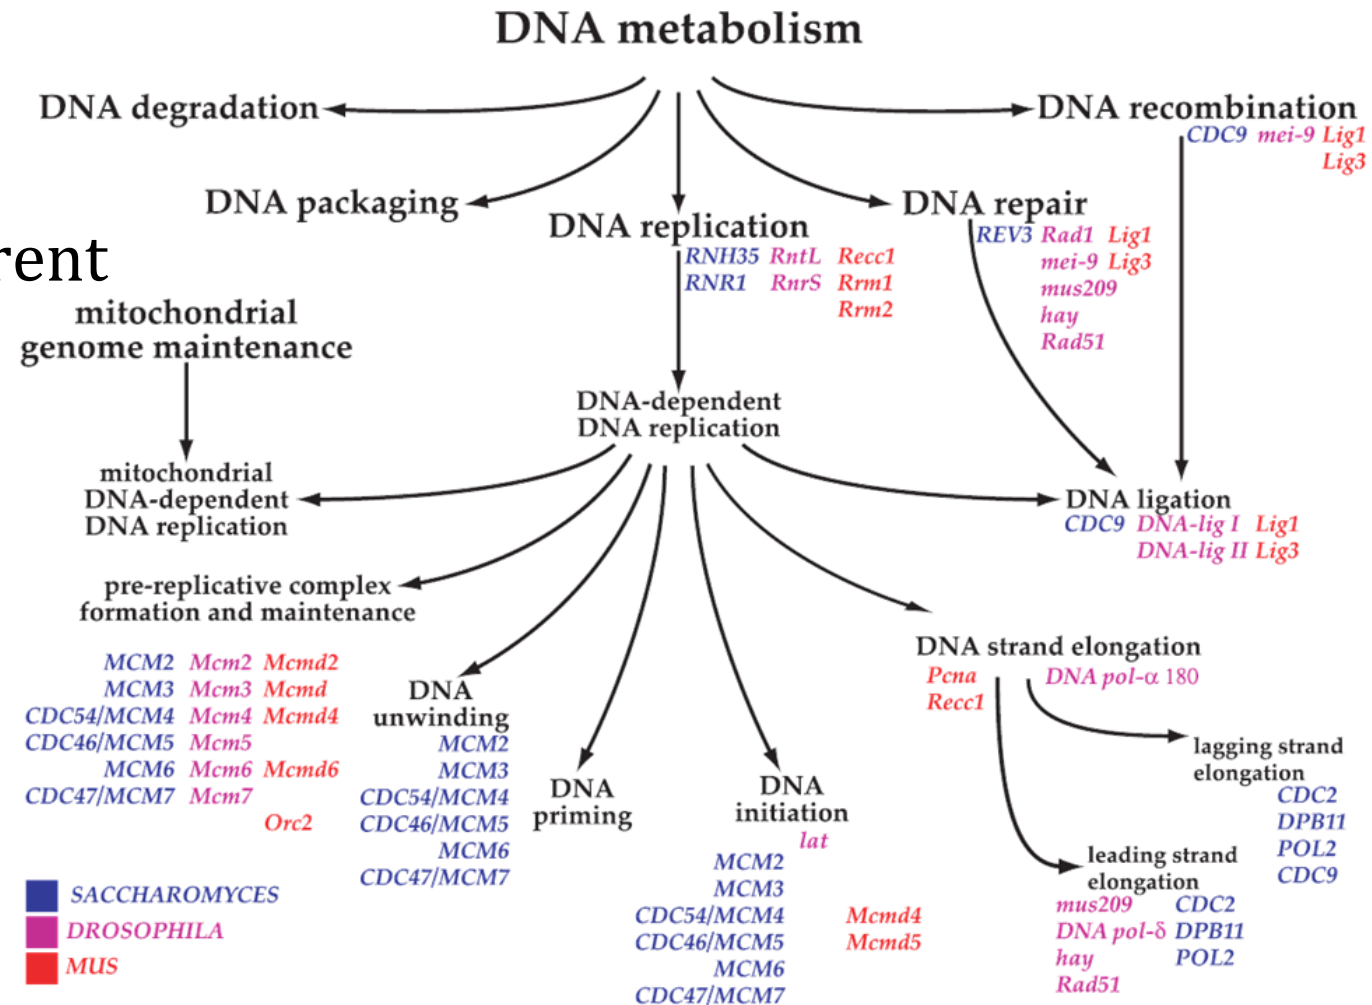 DNA metabolism
DNA degradation
DNA recombination
CDC9 mei-9 Lig1
Lig3
DNA packaging
DNA replication
RNH35 RntL Recc1
RNR1 RnrS Rrm1
Rrm2
DNA repair
REV3 Rad1 Lig1
mei-9 Lig3
mus209
hay
Rad51
rent
mitochondrial
genome maintenance
DNA-dependent
DNA replication
mitochondrial
DNA-dependent
DNA replication
DNA ligation
CDC9 DNA-lig I Lig1
DNA-lig II Lig3
pre-replicative complex
formation and maintenance
MCM2 Mcm2 Mcmd2
MCM3 Mcm3 Mcmd
CDC54/MCM4 Mcm4 Mcmd4
CDC46/MCM5 Mcm5
MCM6 Mcm6 Mcmd6
CDC47/MCM7 Mcm7
Orc2
DNA
unwinding
MCM2
MCM3
CDC54/MCM4
CDC46/MCM5
MCM6
CDC47/MCM7
DNA
priming
DNA
initiation
lat
MCM2
MCM3
CDC54/MCM4 Mcmd4
CDC46/MCM5 Mcmd5
MCM6
CDC47/MCM7
DNA strand elongation
Pcna DNA pol-α 180
Recc1
lagging strand
elongation
CDC2
DPB11
POL2
CDC9
leading strand
elongation
mus209 CDC2
DNA pol-δ DPB11
hay POL2
Rad51
SACCHAROMYCES
DROSOPHILA
MUS